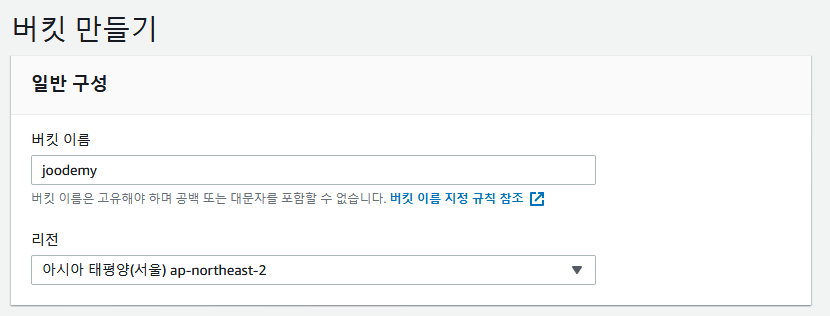 버킷 만들기
일반 구성
버킷 이름
joodemy
버킷 이름은 고유해야 하며 공백 또는 대문자를 포함할 수 없습니다. 버킷 이름 지정 규칙 참조
리전
아시아 태평양(서울) ap-northeast-2